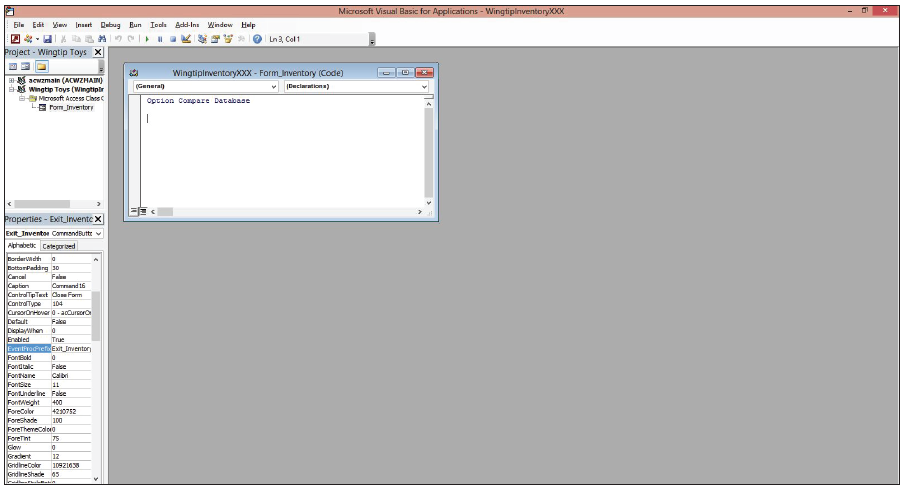 Microsoft Visual Basic for Applications - WingtipInventoryXXX
File Edit View Insert Debug Run Tools Add-Ins Window Help
Ln 3, Col 1
Project - Wingtip Toys
acwzmain (ACWZMAIN)
Wingtip Toys (WingtipIr
Microsoft Access Class C
Form_Inventory
WingtipInventoryXXX - Form_Inventory (Code)
(General) (Declarations)
Option Compare Database
Properties - Exit_Invento
Exit_Inventor CommandButto
Alphabetic Categorized
BorderWidth 0
BottomPadding 30
Cancel False
Caption Command16
ControlTipText Close Form
ControlType 104
CursorOnHover 0 - acCursorOn
Default False
DisplayWhen 0
Enabled True
EventProcPrefix Exit_Inventory
FontBold 0
FontItalic False
FontName Calibri
FontSize 11
FontUnderline False
FontWeight 400
ForeColor 4210752
ForeShade 100
ForeThemeColor 0
ForeTint 75
Glow 0
Gradient 12
GridlineColor 10921638
GridlineShade 65